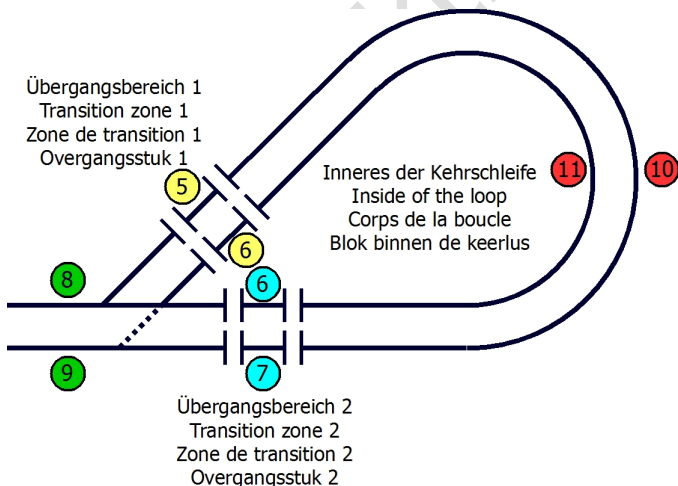 Übergangsbereich 1
Transition zone 1
Zone de transition 1
Overgangsstuk 1
5
6
Inneres der Kehrschleife
Inside of the loop
Corps de la boucle
Blok binnen de keerlus
11
10
8
6
9
7
Übergangsbereich 2
Transition zone 2
Zone de transition 2
Overgangsstuk 2